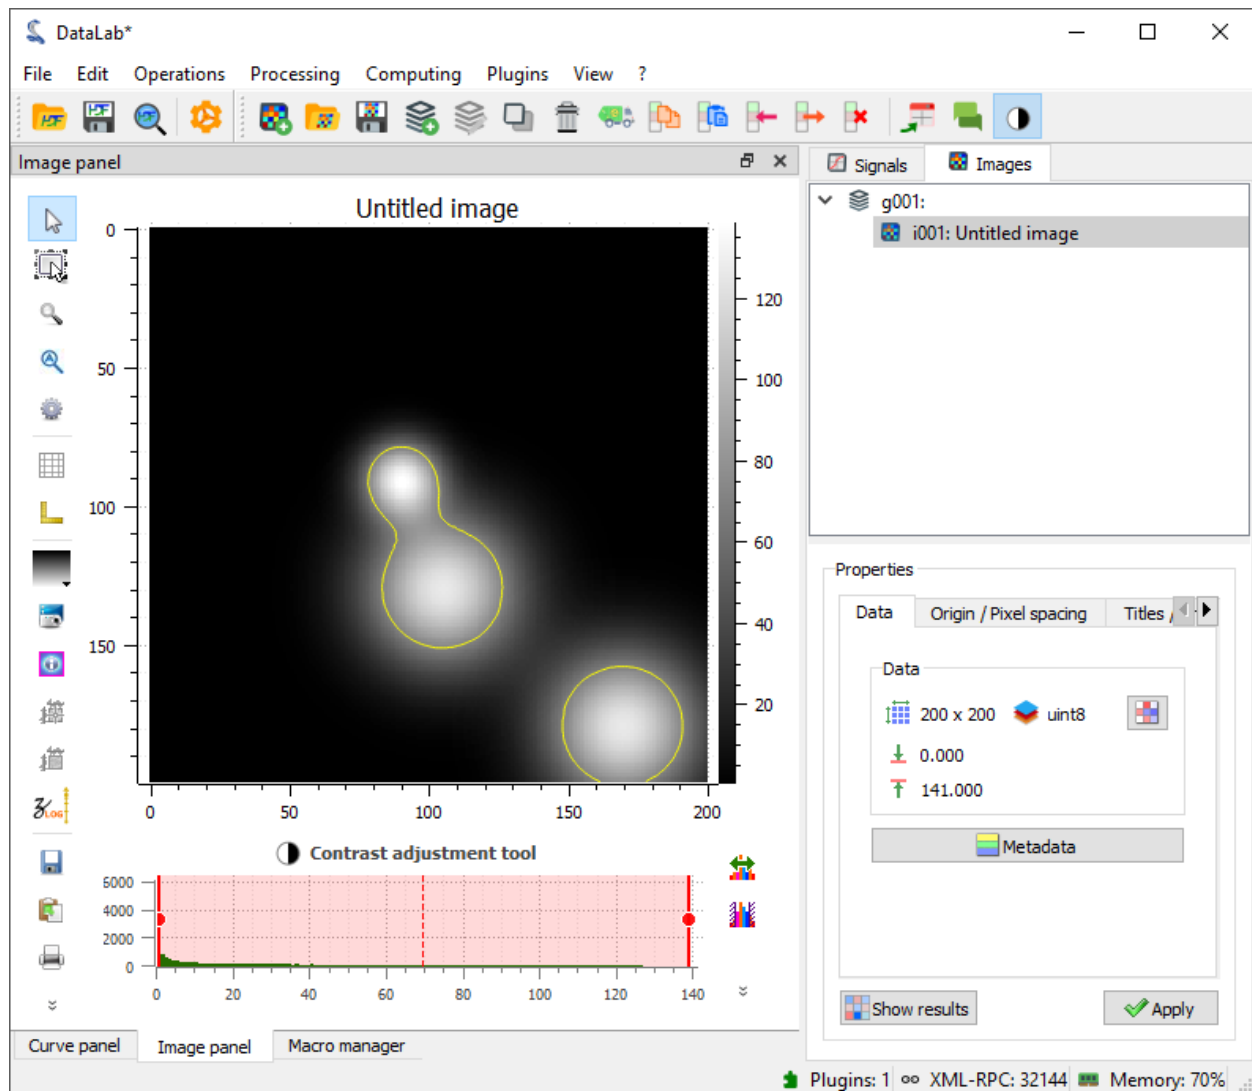 DataLab*
File Edit Operations Processing Computing Plugins View ?
Image panel
Signals Images
g001:
i001: Untitled image
Untitled image
0
50
100
150
0 50 100 150 200
120
100
80
60
40
20
Contrast adjustment tool
6000
4000
2000
0
0 20 40 60 80 100 120 140
Properties
Data Origin / Pixel spacing Titles /
Data
200 x 200 uint8
0.000
141.000
Metadata
Show results Apply
Curve panel Image panel Macro manager
Plugins: 1 XML-RPC: 32144 Memory: 70%